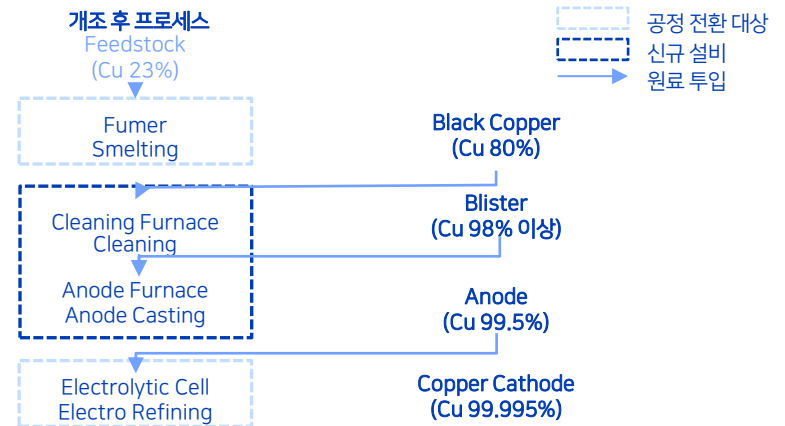 개조 후 프로세스
Feedstock
(Cu 23%)
공정 전환 대상
신규 설비
원료 투입
Fumer
Smelting
Black Copper
(Cu 80%)
Cleaning Furnace
Cleaning
Blister
(Cu 98% 이상)
Anode Furnace
Anode Casting
Anode
(Cu 99.5%)
Electrolytic Cell
Electro Refining
Copper Cathode
(Cu 99.995%)